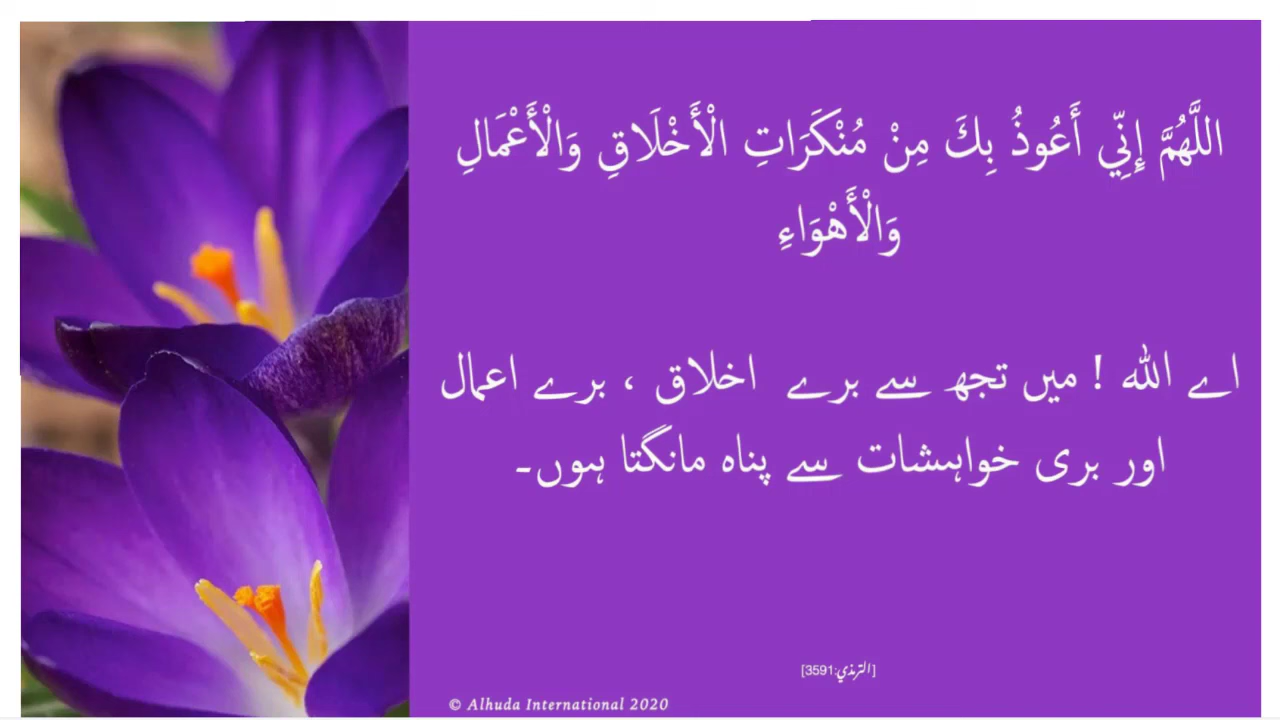 اللَّهُمَّ إِنِّي أَعُوذُ بِكَ مِنْ مُنْكَرَاتِ الْأَخْلَاقِ وَالْأَعْمَالِ
وَالْأَهْوَاءِ
اے اللہ ! میں تجھ سے برے اخلاق ، برے اعمال
اور بری خواہشات سے پناہ مانگتا ہوں۔
[الترمذي:3591]
© Alhuda International 2020